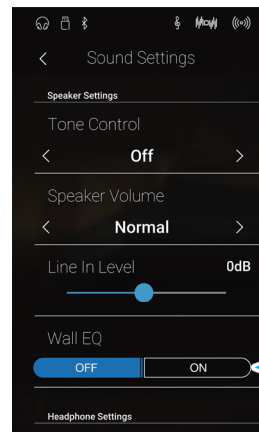 Sound Settings
Speaker Settings
Tone Control
Off
Speaker Volume
Normal
Line In Level 0dB
Wall EQ
OFF ON
Headphone Settings